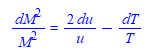 dM²/M² = 2 du/u - dT/T